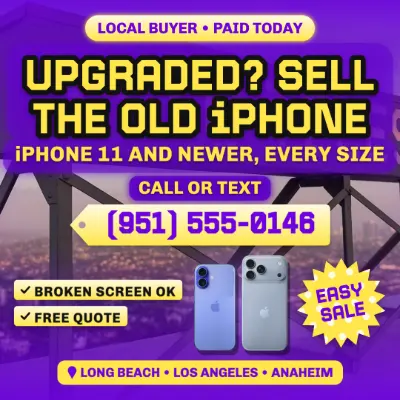 LOCAL BUYER • PAID TODAY
UPGRADED? SELL
THE OLD iPHONE
iPHONE 11 AND NEWER, EVERY SIZE
CALL OR TEXT
(951) 555-0146
✓ BROKEN SCREEN OK
✓ FREE QUOTE
EASY
SALE
LONG BEACH • LOS ANGELES • ANAHEIM